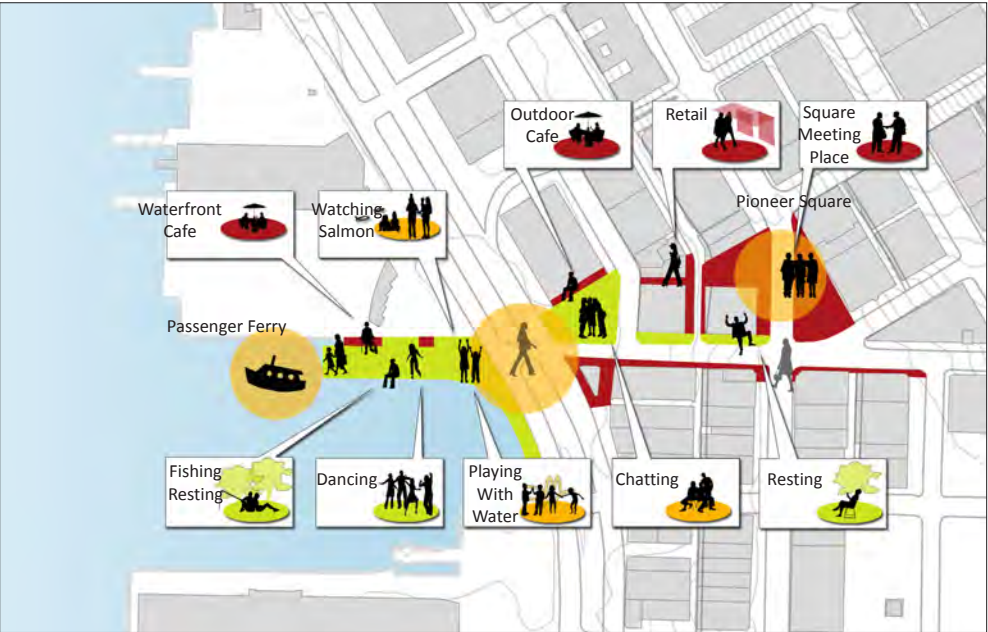 Outdoor
Cafe
Retail
Square
Meeting
Place
Pioneer Square
Waterfront
Cafe
Watching
Salmon
Passenger Ferry
Fishing
Resting
Dancing
Playing
With
Water
Chatting
Resting